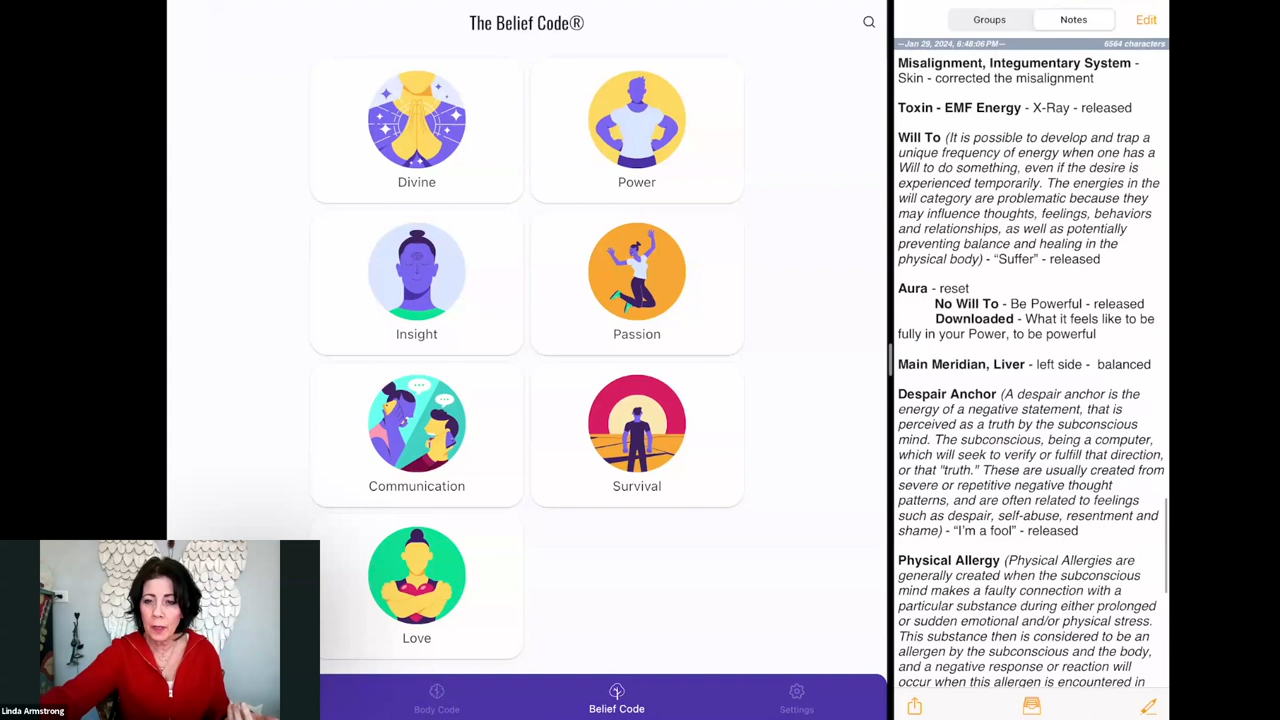 The Belief Code®
Divine
Power
Insight
Passion
Communication
Survival
Love
Body Code
Belief Code
Settings
Linda Armstrong
Groups
Notes
Edit
—Jan 29, 2024, 6:48:06 PM—
6564 characters
Misalignment, Integumentary System -
Skin - corrected the misalignment
Toxin - EMF Energy - X-Ray - released
Will To (It is possible to develop and trap a
unique frequency of energy when one has a
Will to do something, even if the desire is
experienced temporarily. The energies in the
will category are problematic because they
may influence thoughts, feelings, behaviors
and relationships, as well as potentially
preventing balance and healing in the
physical body) - “Suffer” - released
Aura - reset
No Will To - Be Powerful - released
Downloaded - What it feels like to be
fully in your Power, to be powerful
Main Meridian, Liver - left side - balanced
Despair Anchor (A despair anchor is the
energy of a negative statement, that is
perceived as a truth by the subconscious
mind. The subconscious, being a computer,
which will seek to verify or fulfill that direction,
or that "truth." These are usually created from
severe or repetitive negative thought
patterns, and are often related to feelings
such as despair, self-abuse, resentment and
shame) - “I’m a fool” - released
Physical Allergy (Physical Allergies are
generally created when the subconscious
mind makes a faulty connection with a
particular substance during either prolonged
or sudden emotional and/or physical stress.
This substance then is considered to be an
allergen by the subconscious and the body,
and a negative response or reaction will
occur when this allergen is encountered in